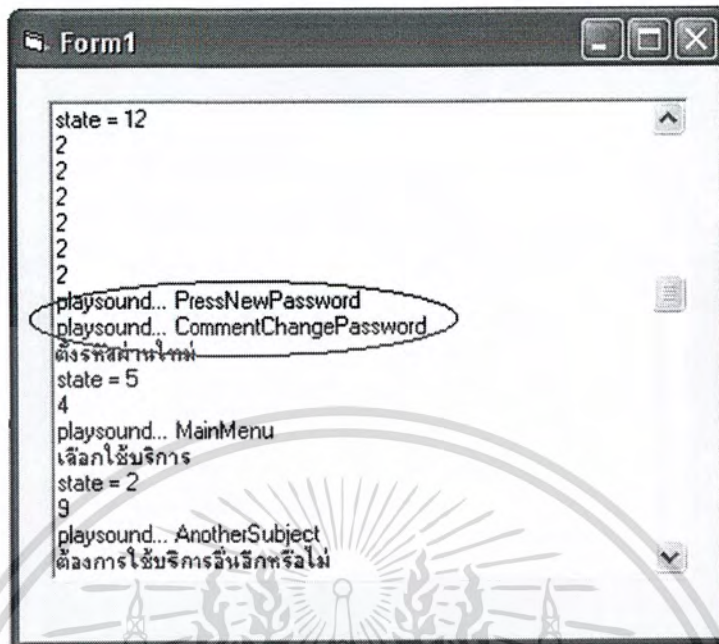 Form1
state = 12
2
2
2
2
2
2
playsound... PressNewPassword
playsound... CommentChangePassword
ตั้งรหัสผ่านใหม่
state = 5
4
playsound... MainMenu
เลือกใช้บริการ
state = 2
9
playsound... AnotherSubject
ต้องการใช้บริการอื่นอีกหรือไม่